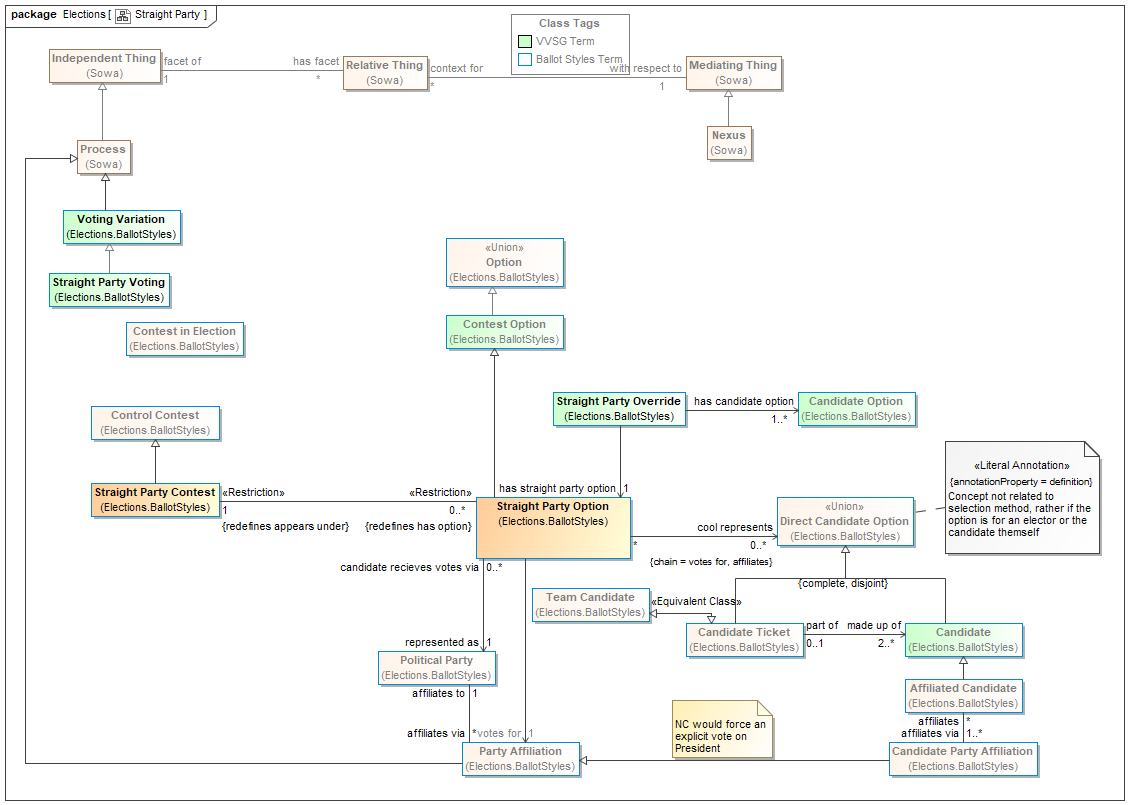 package Elections [ Straight Party ]
Class Tags
VVSG Term
Ballot Styles Term
Independent Thing
(Sowa)
facet of
1
has facet
*
Relative Thing
(Sowa)
context for
*
with respect to
1
Mediating Thing
(Sowa)
Nexus
(Sowa)
Process
(Sowa)
Voting Variation
(Elections.BallotStyles)
Straight Party Voting
(Elections.BallotStyles)
Contest in Election
(Elections.BallotStyles)
«Union»
Option
(Elections.BallotStyles)
Contest Option
(Elections.BallotStyles)
Straight Party Override
(Elections.BallotStyles)
has candidate option
1..*
Candidate Option
(Elections.BallotStyles)
Control Contest
(Elections.BallotStyles)
Straight Party Contest
(Elections.BallotStyles)
«Restriction»
1
{redefines appears under}
«Restriction»
0..*
{redefines has option}
has straight party option
1
Straight Party Option
(Elections.BallotStyles)
*
cool represents
0..*
{chain = votes for, affiliates}
«Union»
Direct Candidate Option
(Elections.BallotStyles)
«Literal Annotation»
{annotationProperty = definition}
Concept not related to
selection method, rather if the
option is for an elector or the
candidate themself
{complete, disjoint}
candidate recieves votes via
0..*
represented as
1
Team Candidate
(Elections.BallotStyles)
«Equivalent Class»
Candidate Ticket
(Elections.BallotStyles)
part of
0..1
made up of
2..*
Candidate
(Elections.BallotStyles)
Political Party
(Elections.BallotStyles)
affiliates to
1
Affiliated Candidate
(Elections.BallotStyles)
affiliates
*
affiliates via
1..*
NC would force an
explicit vote on
President
affiliates via
*
votes for
1
Party Affiliation
(Elections.BallotStyles)
Candidate Party Affiliation
(Elections.BallotStyles)